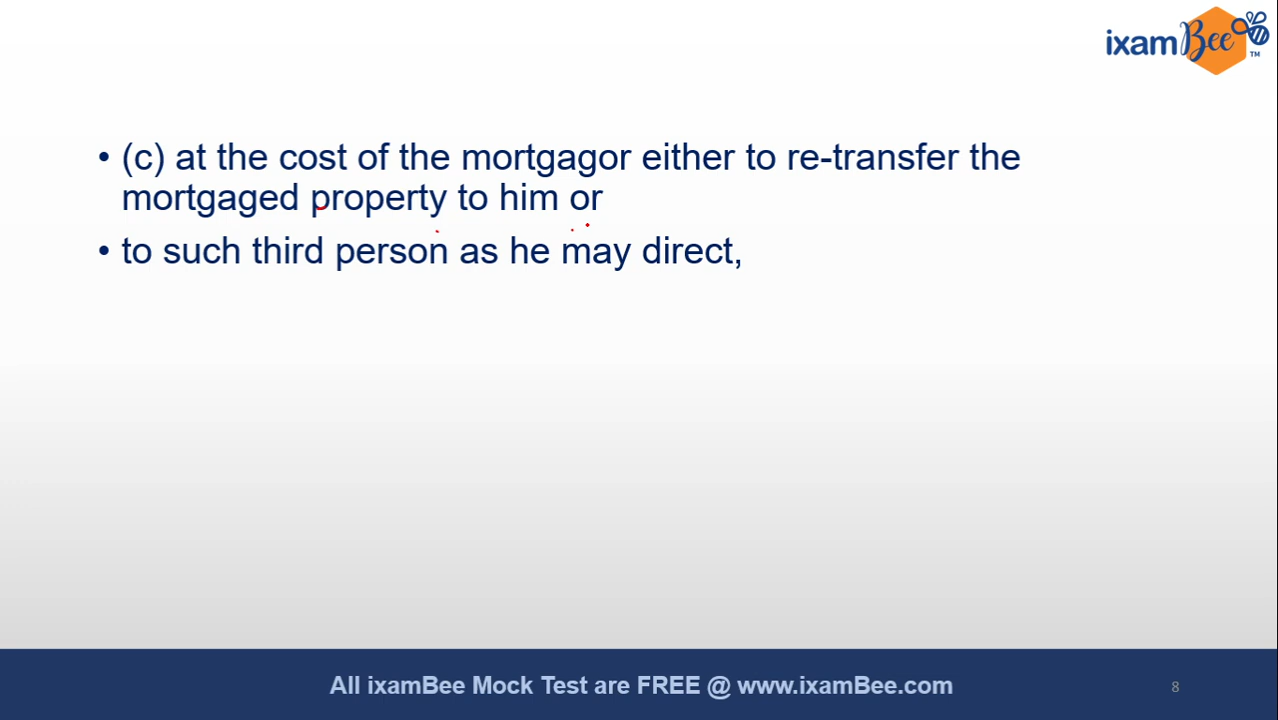 ixamBee™
• (c) at the cost of the mortgagor either to re-transfer the
mortgaged property to him or
• to such third person as he may direct,
All ixamBee Mock Test are FREE @ www.ixamBee.com
8